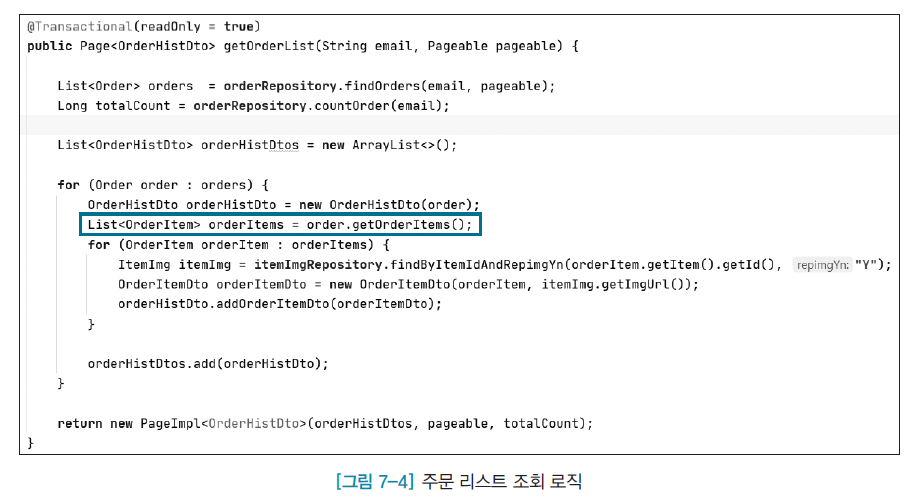 @Transactional(readOnly = true)
public Page<OrderHistDto> getOrderList(String email, Pageable pageable) {
List<Order> orders  = orderRepository.findOrders(email, pageable);
Long totalCount = orderRepository.countOrder(email);
List<OrderHistDto> orderHistDtos = new ArrayList<>();
for (Order order : orders) {
OrderHistDto orderHistDto = new OrderHistDto(order);
List<OrderItem> orderItems = order.getOrderItems();
for (OrderItem orderItem : orderItems) {
ItemImg itemImg = itemImgRepository.findByItemIdAndRepimgYn(orderItem.getItem().getId(), repimgYn: "Y");
OrderItemDto orderItemDto = new OrderItemDto(orderItem, itemImg.getImgUrl());
orderHistDto.addOrderItemDto(orderItemDto);
}
orderHistDtos.add(orderHistDto);
}
return new PageImpl<OrderHistDto>(orderHistDtos, pageable, totalCount);
}
[그림 7-4] 주문 리스트 조회 로직